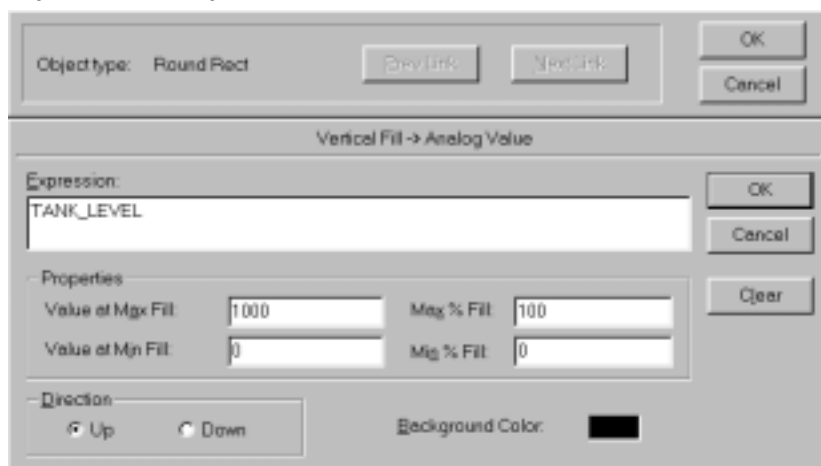 Object type: Round Rect Prev Link Next Link OK
Cancel
Vertical Fill -> Analog Value
Expression:
TANK_LEVEL
OK
Cancel
Clear
Properties
Value at Max Fill: 1000 Max % Fill: 100
Value at Min Fill: 0 Min % Fill: 0
Direction
Up Down Background Color: